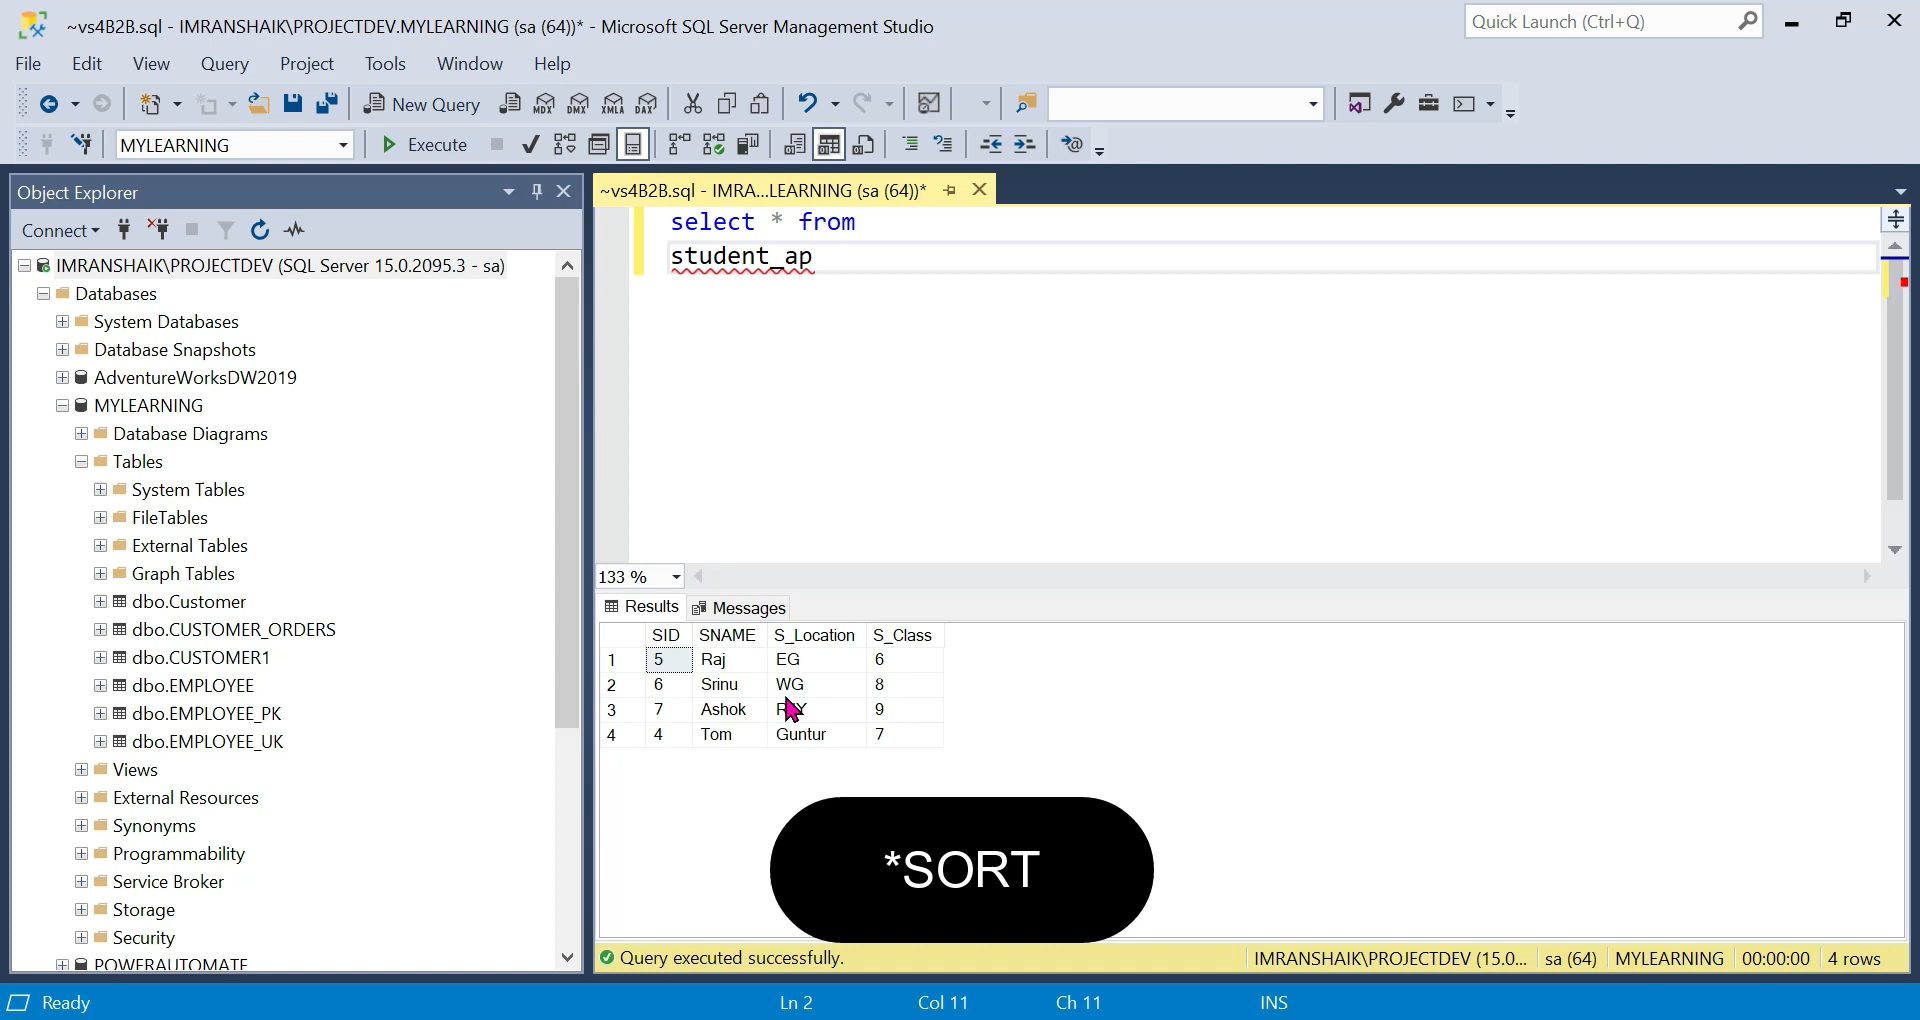 ~vs4B2B.sql - IMRANSHAIK\PROJECTDEV.MYLEARNING (sa (64))* - Microsoft SQL Server Management Studio
Quick Launch (Ctrl+Q)
File Edit View Query Project Tools Window Help
New Query MDX DMX XMLA DAX
MYLEARNING Execute
Object Explorer
~vs4B2B.sql - IMRA...LEARNING (sa (64))*
Connect
IMRANSHAIK\PROJECTDEV (SQL Server 15.0.2095.3 - sa)
Databases
System Databases
Database Snapshots
AdventureWorksDW2019
MYLEARNING
Database Diagrams
Tables
System Tables
FileTables
External Tables
Graph Tables
dbo.Customer
dbo.CUSTOMER_ORDERS
dbo.CUSTOMER1
dbo.EMPLOYEE
dbo.EMPLOYEE_PK
dbo.EMPLOYEE_UK
Views
External Resources
Synonyms
Programmability
Service Broker
Storage
Security
POWERAUTOMATE
select * from
student_ap
133 %
Results Messages
SID SNAME S_Location S_Class
1 5 Raj EG 6
2 6 Srinu WG 8
3 7 Ashok 9
4 4 Tom Guntur 7
*SORT
Query executed successfully.
IMRANSHAIK\PROJECTDEV (15.0... sa (64) MYLEARNING 00:00:00 4 rows
Ready Ln 2 Col 11 Ch 11 INS